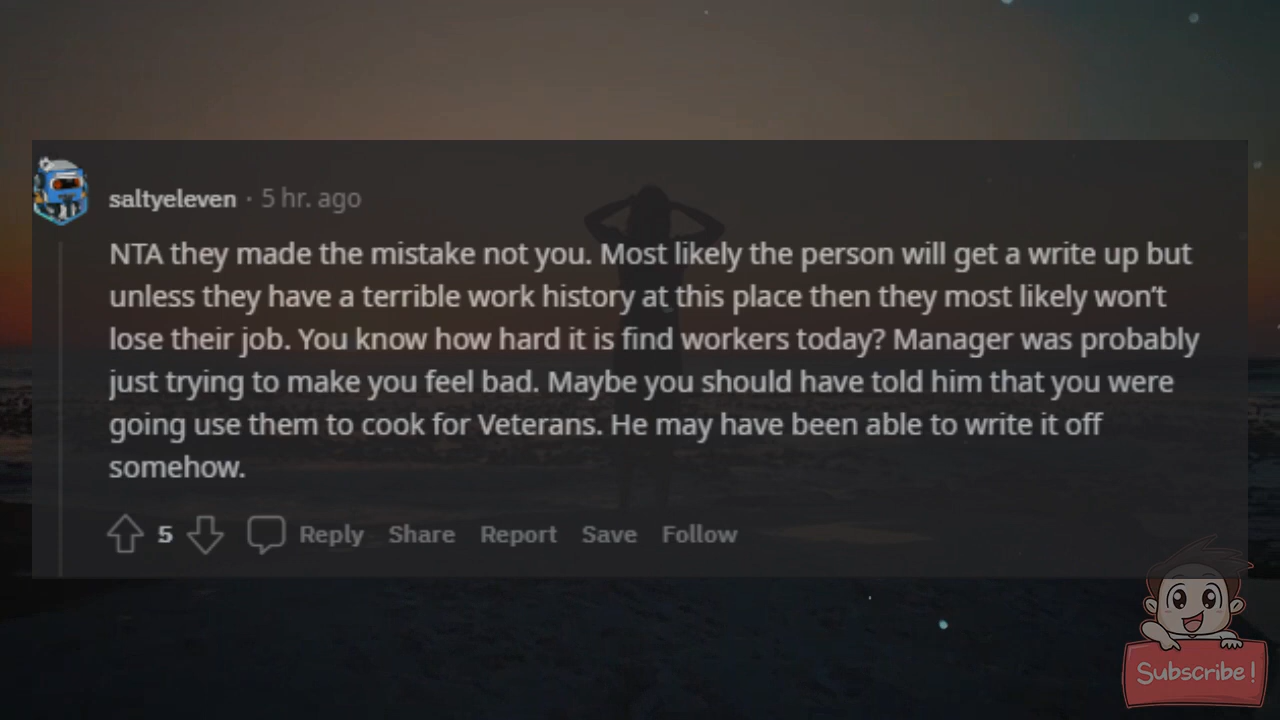 saltyeleven · 5 hr. ago
NTA they made the mistake not you. Most likely the person will get a write up but
unless they have a terrible work history at this place then they most likely won't
lose their job. You know how hard it is find workers today? Manager was probably
just trying to make you feel bad. Maybe you should have told him that you were
going use them to cook for Veterans. He may have been able to write it off
somehow.
5 Reply Share Report Save Follow
Subscribe!